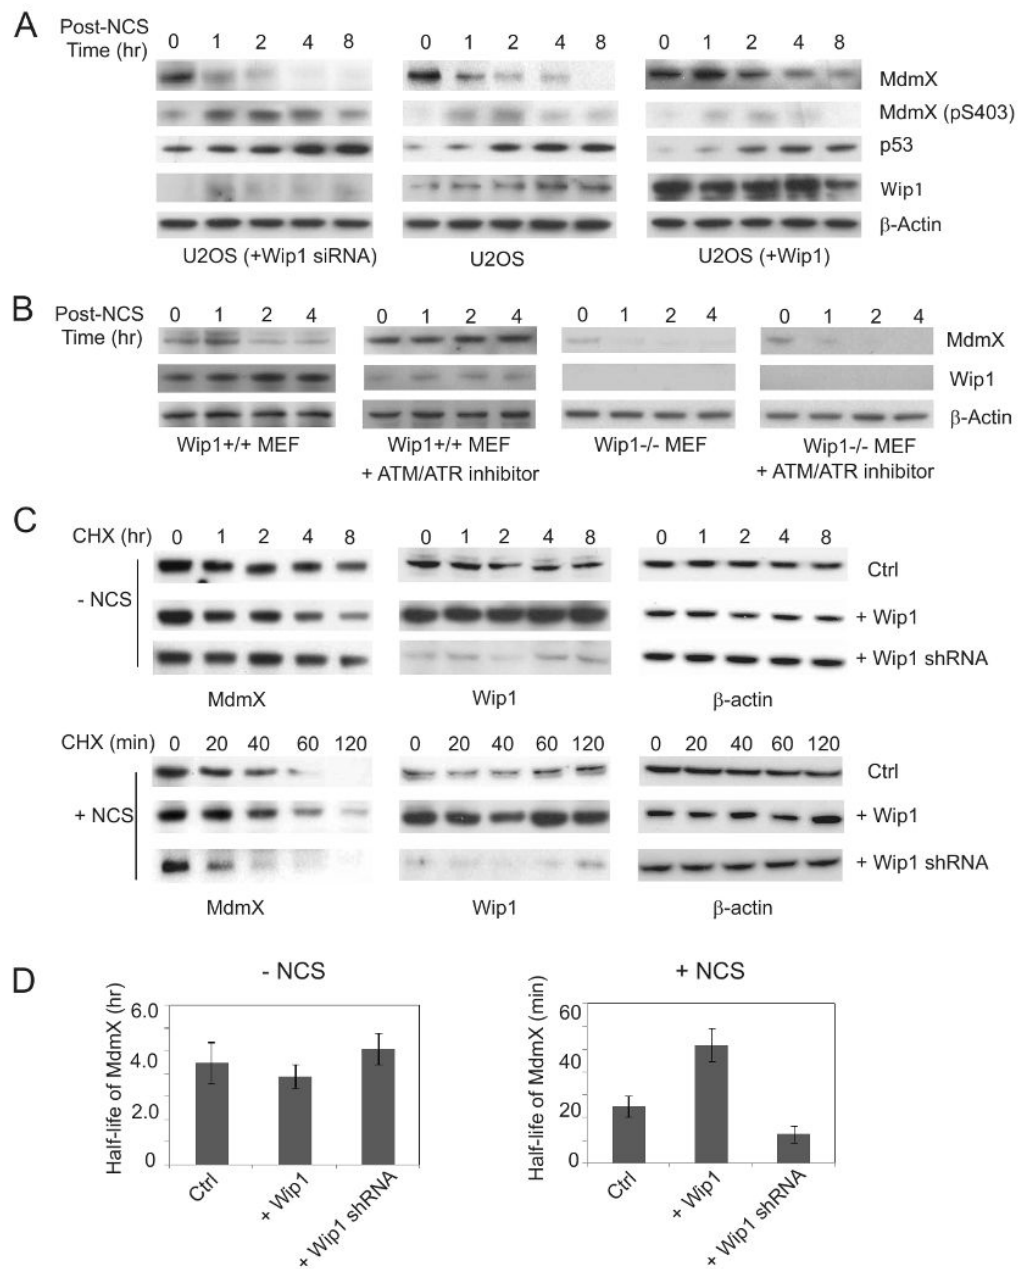 A
Post-NCS
Time (hr)
0 1 2 4 8
0 1 2 4 8
0 1 2 4 8
MdmX
MdmX (pS403)
p53
Wip1
β-Actin
U2OS (+Wip1 siRNA)
U2OS
U2OS (+Wip1)
B
Post-NCS
Time (hr)
0 1 2 4
0 1 2 4
0 1 2 4
0 1 2 4
MdmX
Wip1
β-Actin
Wip1+/+ MEF
Wip1+/+ MEF
+ ATM/ATR inhibitor
Wip1-/- MEF
Wip1-/- MEF
+ ATM/ATR inhibitor
C
CHX (hr)
0 1 2 4 8
0 1 2 4 8
0 1 2 4 8
- NCS
Ctrl
+ Wip1
+ Wip1 shRNA
MdmX
Wip1
β-actin
CHX (min)
0 20 40 60 120
0 20 40 60 120
0 20 40 60 120
+ NCS
Ctrl
+ Wip1
+ Wip1 shRNA
MdmX
Wip1
β-actin
D
- NCS
Half-life of MdmX (hr)
6.0
4.0
2.0
0
Ctrl
+ Wip1
+ Wip1 shRNA
+ NCS
Half-life of MdmX (min)
60
40
20
0
Ctrl
+ Wip1
+ Wip1 shRNA